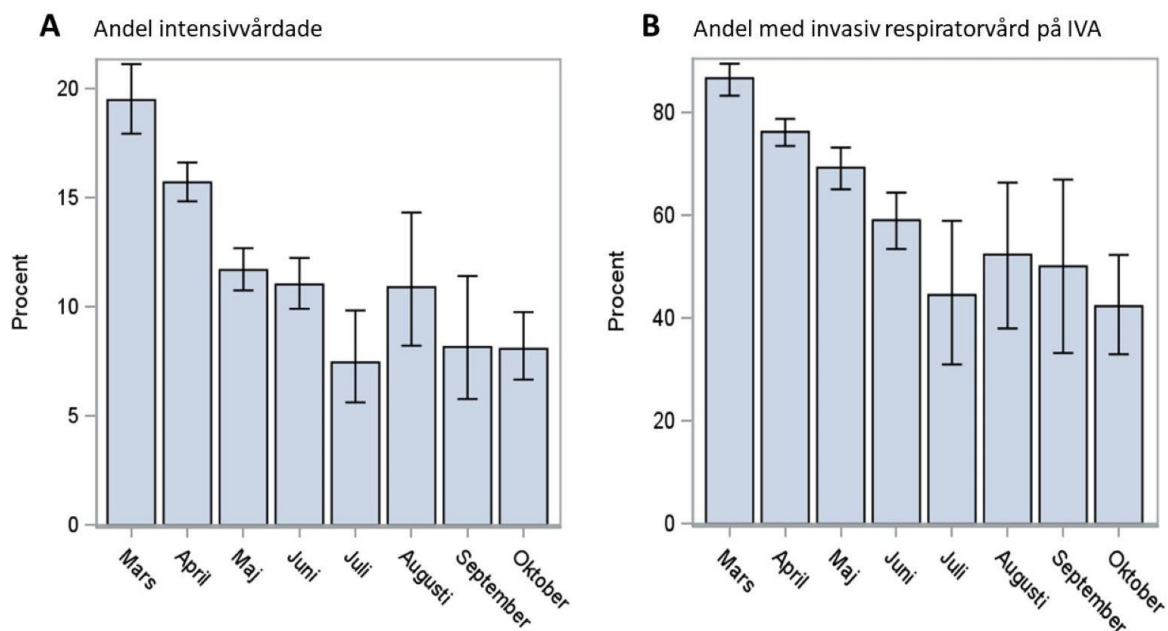 A Andel intensivvårdade
Procent
20
15
10
5
0
Mars
April
Maj
Juni
Juli
Augusti
September
Oktober
B Andel med invasiv respiratorvård på IVA
Procent
80
60
40
20
0
Mars
April
Maj
Juni
Juli
Augusti
September
Oktober